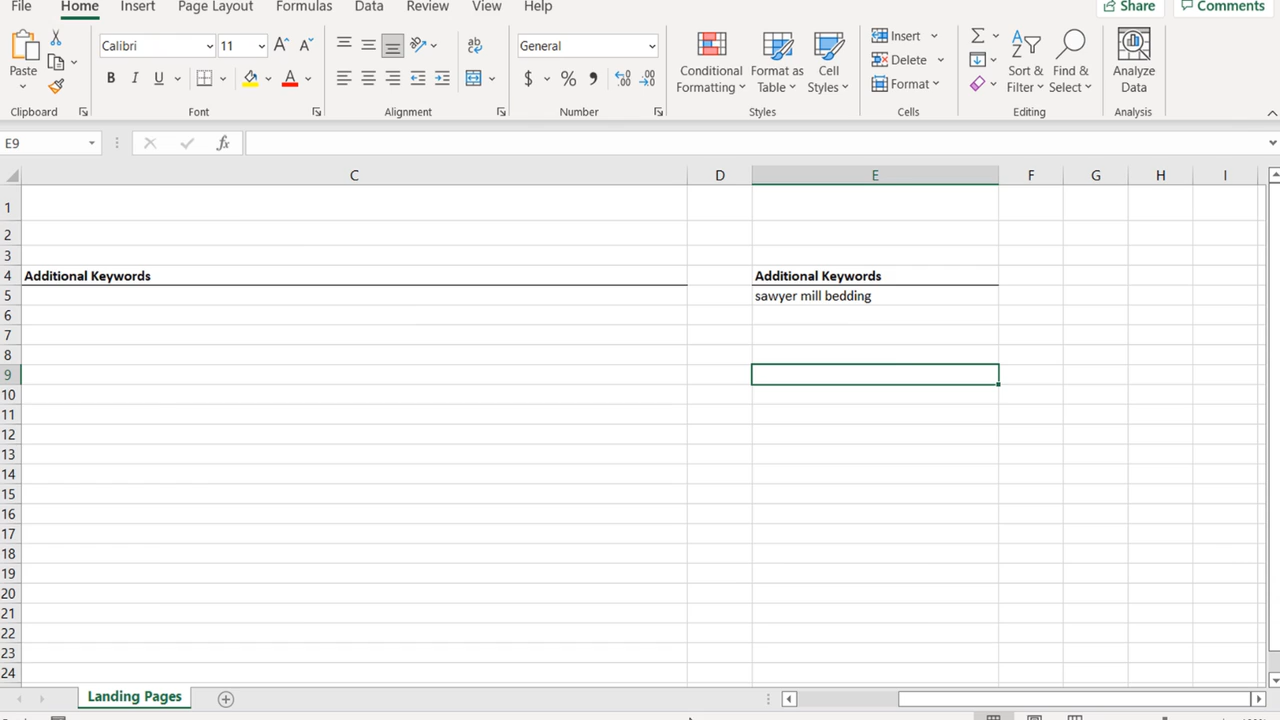 File Home Insert Page Layout Formulas Data Review View Help Share Comments
Calibri 11 ab General Insert Σ A Z
Paste B I U A $ % 9 .00 Delete
Conditional Formatting Format as Table Cell Styles Format Sort & Filter Find & Select Analyze Data
Clipboard Font Alignment Number Styles Cells Editing Analysis
E9 fx
C D E F G H I
1
2
3
4 Additional Keywords Additional Keywords
5 sawyer mill bedding
6
7
8
9
10
11
12
13
14
15
16
17
18
19
20
21
22
23
24
Landing Pages